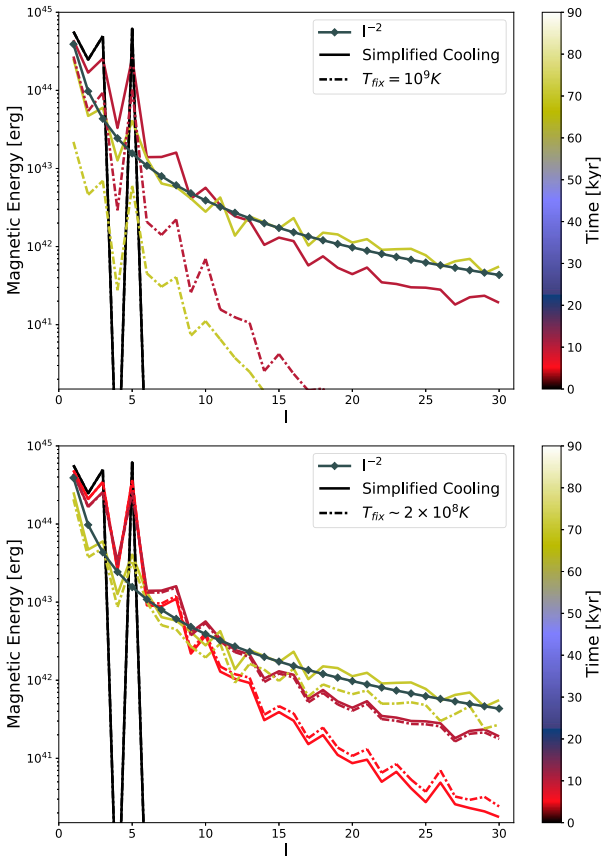 10^45
10^44
10^43
10^42
10^41
Magnetic Energy [erg]
l^-2
Simplified Cooling
T_fix = 10^9 K
0 5 10 15 20 25 30
l
90
80
70
60
50
40
30
20
10
0
Time [kyr]
10^45
10^44
10^43
10^42
10^41
Magnetic Energy [erg]
l^-2
Simplified Cooling
T_fix ~ 2 × 10^8 K
0 5 10 15 20 25 30
l
90
80
70
60
50
40
30
20
10
0
Time [kyr]